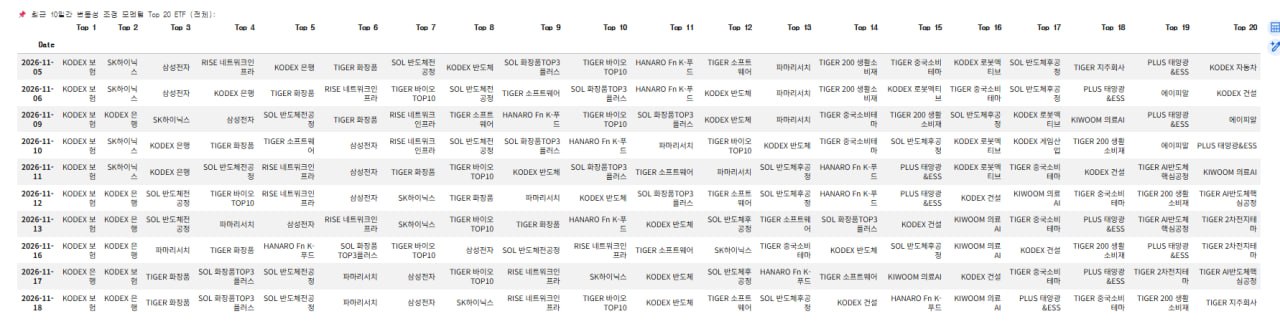 📌 최근 10일간 변동성 조정 모멘텀 Top 20 ETF (전체):
Top 1 Top 2 Top 3 Top 4 Top 5 Top 6 Top 7 Top 8 Top 9 Top 10 Top 11 Top 12 Top 13 Top 14 Top 15 Top 16 Top 17 Top 18 Top 19 Top 20
Date
2026-11-05 KODEX 보험 SK하이닉스 삼성전자 RISE 네트워크인프라 KODEX 은행 TIGER 화장품 SOL 반도체전공정 KODEX 반도체 SOL 화장품TOP3플러스 TIGER 바이오TOP10 HANARO Fn K-푸드 TIGER 소프트웨어 파마리서치 TIGER 200 생활소비재 TIGER 중국소비테마 KODEX 로봇액티브 SOL 반도체후공정 TIGER 지주회사 PLUS 태양광&ESS KODEX 자동차
2026-11-06 KODEX 보험 SK하이닉스 삼성전자 KODEX 은행 TIGER 화장품 RISE 네트워크인프라 TIGER 바이오TOP10 SOL 반도체전공정 TIGER 소프트웨어 SOL 화장품TOP3플러스 HANARO Fn K-푸드 KODEX 반도체 파마리서치 TIGER 200 생활소비재 KODEX 로봇액티브 TIGER 중국소비테마 SOL 반도체후공정 PLUS 태양광&ESS 에이피알 KODEX 건설
2026-11-09 KODEX 보험 KODEX 은행 SK하이닉스 삼성전자 SOL 반도체전공정 TIGER 화장품 RISE 네트워크인프라 TIGER 소프트웨어 HANARO Fn K-푸드 TIGER 바이오TOP10 SOL 화장품TOP3플러스 KODEX 반도체 파마리서치 TIGER 중국소비테마 TIGER 200 생활소비재 SOL 반도체후공정 KODEX 로봇액티브 KIWOOM 의료AI PLUS 태양광&ESS 에이피알
2026-11-10 KODEX 보험 SK하이닉스 KODEX 은행 TIGER 화장품 TIGER 소프트웨어 삼성전자 RISE 네트워크인프라 SOL 반도체전공정 SOL 화장품TOP3플러스 HANARO Fn K-푸드 파마리서치 TIGER 바이오TOP10 KODEX 반도체 TIGER 중국소비테마 SOL 반도체후공정 KODEX 로봇액티브 KODEX 게임산업 TIGER 200 생활소비재 에이피알 PLUS 태양광&ESS
2026-11-11 KODEX 보험 SK하이닉스 KODEX 은행 SOL 반도체전공정 RISE 네트워크인프라 삼성전자 TIGER 화장품 TIGER 바이오TOP10 KODEX 반도체 SOL 화장품TOP3플러스 TIGER 소프트웨어 파마리서치 SOL 반도체후공정 HANARO Fn K-푸드 PLUS 태양광&ESS KODEX 로봇액티브 TIGER 중국소비테마 KODEX 건설 TIGER AI반도체핵심공정 KIWOOM 의료AI
2026-11-12 KODEX 보험 KODEX 은행 SOL 반도체전공정 TIGER 바이오TOP10 RISE 네트워크인프라 삼성전자 SK하이닉스 TIGER 화장품 파마리서치 KODEX 반도체 SOL 화장품TOP3플러스 TIGER 소프트웨어 SOL 반도체후공정 HANARO Fn K-푸드 PLUS 태양광&ESS KODEX 건설 KIWOOM 의료AI TIGER 중국소비테마 TIGER 200 생활소비재 TIGER AI반도체핵심공정
2026-11-13 KODEX 보험 KODEX 은행 SOL 반도체전공정 파마리서치 삼성전자 RISE 네트워크인프라 SK하이닉스 TIGER 바이오TOP10 TIGER 화장품 HANARO Fn K-푸드 KODEX 반도체 SOL 반도체후공정 TIGER 소프트웨어 SOL 화장품TOP3플러스 KODEX 건설 KIWOOM 의료AI TIGER 중국소비테마 PLUS 태양광&ESS TIGER AI반도체핵심공정 TIGER 2차전지테마
2026-11-16 KODEX 보험 KODEX 은행 파마리서치 TIGER 화장품 HANARO Fn K-푸드 SOL 화장품TOP3플러스 TIGER 바이오TOP10 삼성전자 SOL 반도체전공정 RISE 네트워크인프라 TIGER 소프트웨어 SK하이닉스 TIGER 중국소비테마 KODEX 반도체 SOL 반도체후공정 KIWOOM 의료AI KODEX 건설 TIGER 200 생활소비재 PLUS 태양광&ESS TIGER 2차전지테마
2026-11-17 KODEX 은행 KODEX 보험 TIGER 화장품 SOL 화장품TOP3플러스 SOL 반도체전공정 파마리서치 삼성전자 TIGER 바이오TOP10 RISE 네트워크인프라 SK하이닉스 KODEX 반도체 SOL 반도체후공정 HANARO Fn K-푸드 TIGER 소프트웨어 KIWOOM 의료AI KODEX 건설 TIGER 중국소비테마 PLUS 태양광&ESS TIGER 2차전지테마 TIGER AI반도체핵심공정
2026-11-18 KODEX 보험 KODEX 은행 TIGER 화장품 SOL 화장품TOP3플러스 SOL 반도체전공정 파마리서치 삼성전자 SK하이닉스 RISE 네트워크인프라 TIGER 바이오TOP10 KODEX 반도체 TIGER 소프트웨어 SOL 반도체후공정 KODEX 건설 HANARO Fn K-푸드 KIWOOM 의료AI PLUS 태양광&ESS TIGER 중국소비테마 TIGER 200 생활소비재 TIGER 지주회사